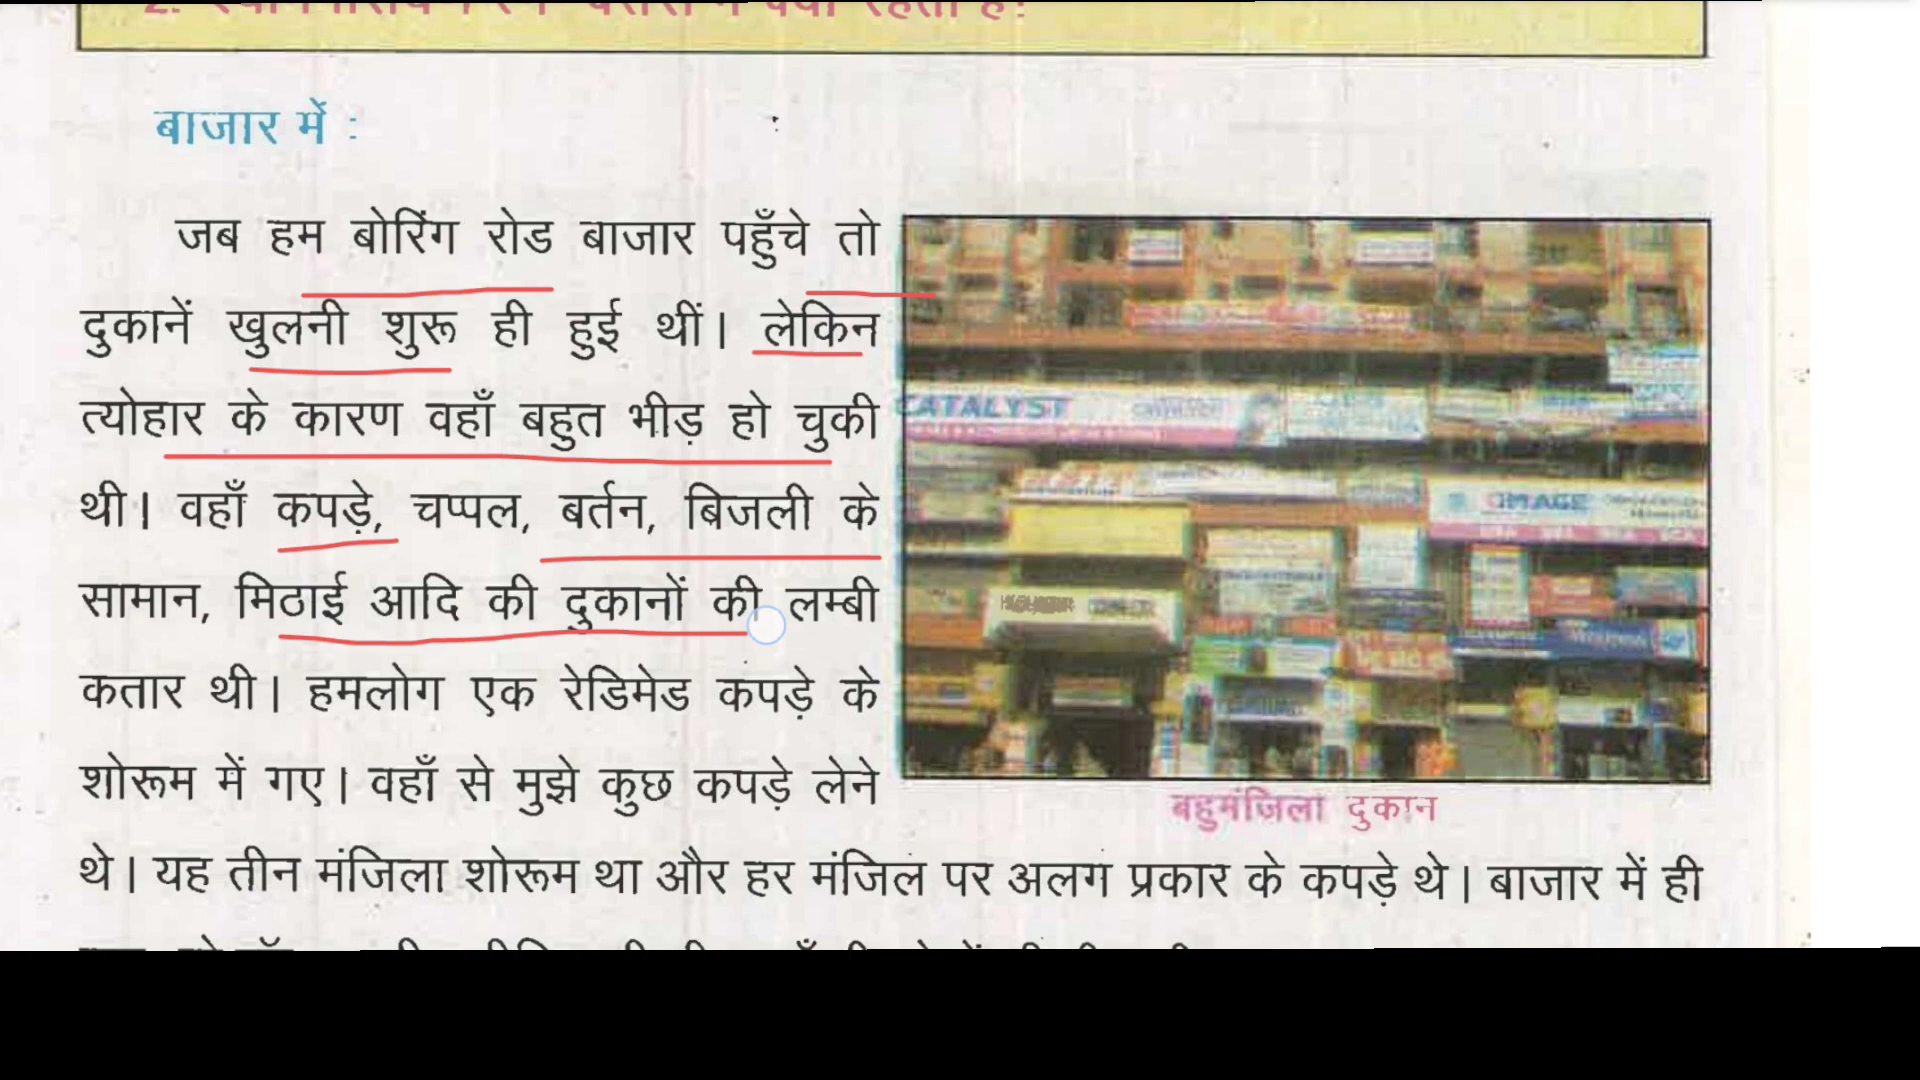 बाजार में :
जब हम बोरिंग रोड बाजार पहुँचे तो
दुकानें खुलनी शुरू ही हुई थीं। लेकिन
त्योहार के कारण वहाँ बहुत भीड़ हो चुकी
थी। वहाँ कपड़े, चप्पल, बर्तन, बिजली के
सामान, मिठाई आदि की दुकानों की लम्बी
कतार थी। हमलोग एक रेडिमेड कपड़े के
शोरूम में गए। वहाँ से मुझे कुछ कपड़े लेने
थे। यह तीन मंजिला शोरूम था और हर मंजिल पर अलग प्रकार के कपड़े थे। बाजार में ही
CATALYST
IMAGE
बहुमंजिला दुकान